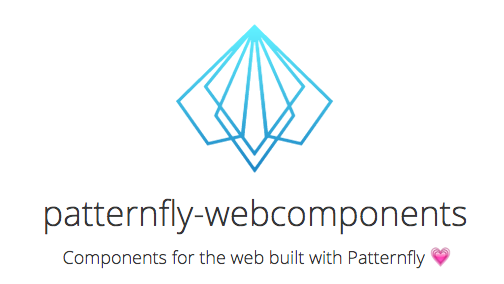 patternfly-webcomponents
Components for the web built with Patternfly 💗